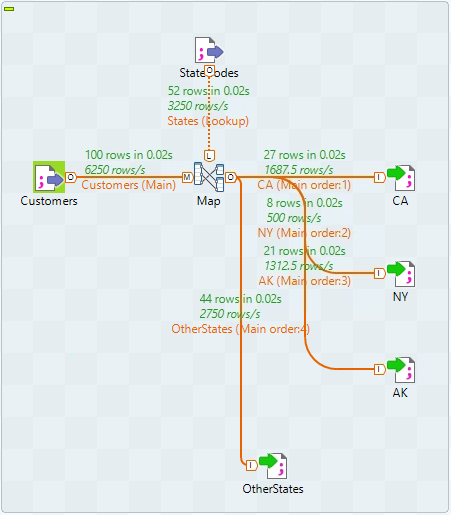 O
StateCodes
52 rows in 0.02s
3250 rows/s
States (Lookup)
L
100 rows in 0.02s
6250 rows/s
Customers (Main)
O
M
O
Customers
Map
27 rows in 0.02s
1687.5 rows/s
CA (Main order:1)
I
CA
8 rows in 0.02s
500 rows/s
NY (Main order:2)
21 rows in 0.02s
1312.5 rows/s
AK (Main order:3)
I
NY
44 rows in 0.02s
2750 rows/s
OtherStates (Main order:4)
I
AK
I
OtherStates